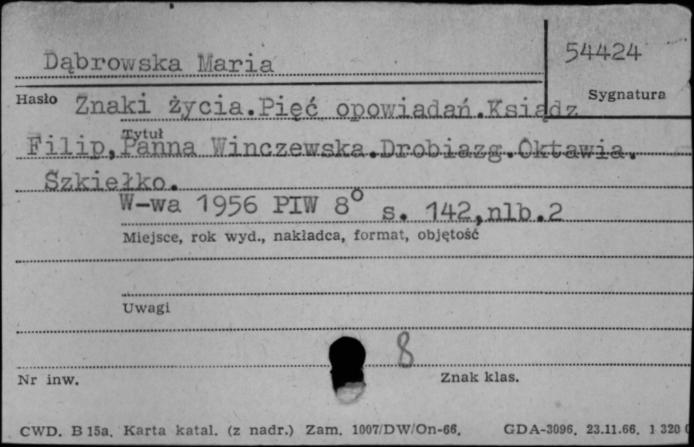 Dąbrowska Maria
54424
Hasło
Sygnatura
Znaki życia.Pięć opowiadań.Ksiądz
Tytuł
Filip,Panna Winczewska.Drobiazg.Oktawia.
Szkiełko.
W-wa 1956 PIW 8° s. 142,nlb.2
Miejsce, rok wyd., nakładca, format, objętość
Uwagi
8
Nr inw.
Znak klas.
CWD. B 15a. Karta katal. (z nadr.) Zam. 1007/DW/On-66. GDA-3096. 23.11.66. 1 320